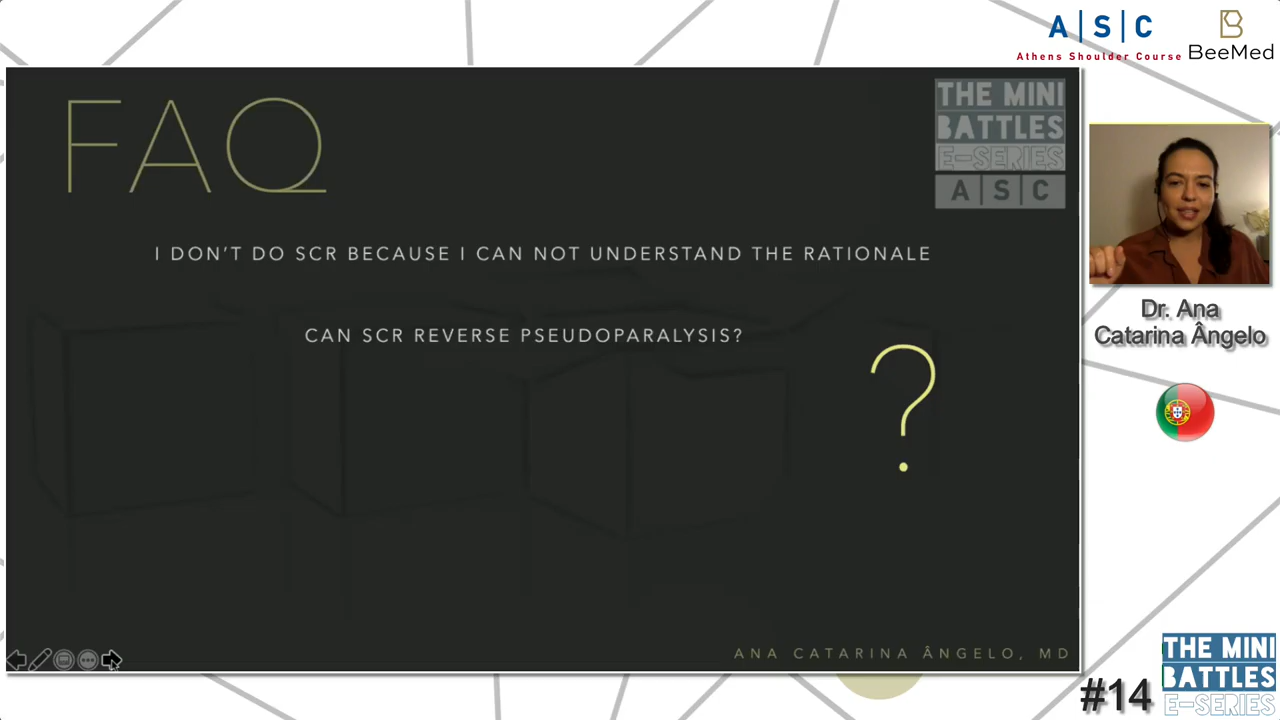 A|S|C
Athens Shoulder Course
BeeMed
FAQ
THE MINI
BATTLES
E-SERIES
A|S|C
I DON'T DO SCR BECAUSE I CAN NOT UNDERSTAND THE RATIONALE
CAN SCR REVERSE PSEUDOPARALYSIS?
?
ANA CATARINA ÂNGELO, MD
Dr. Ana
Catarina Ângelo
#14
THE MINI
BATTLES
E-SERIES